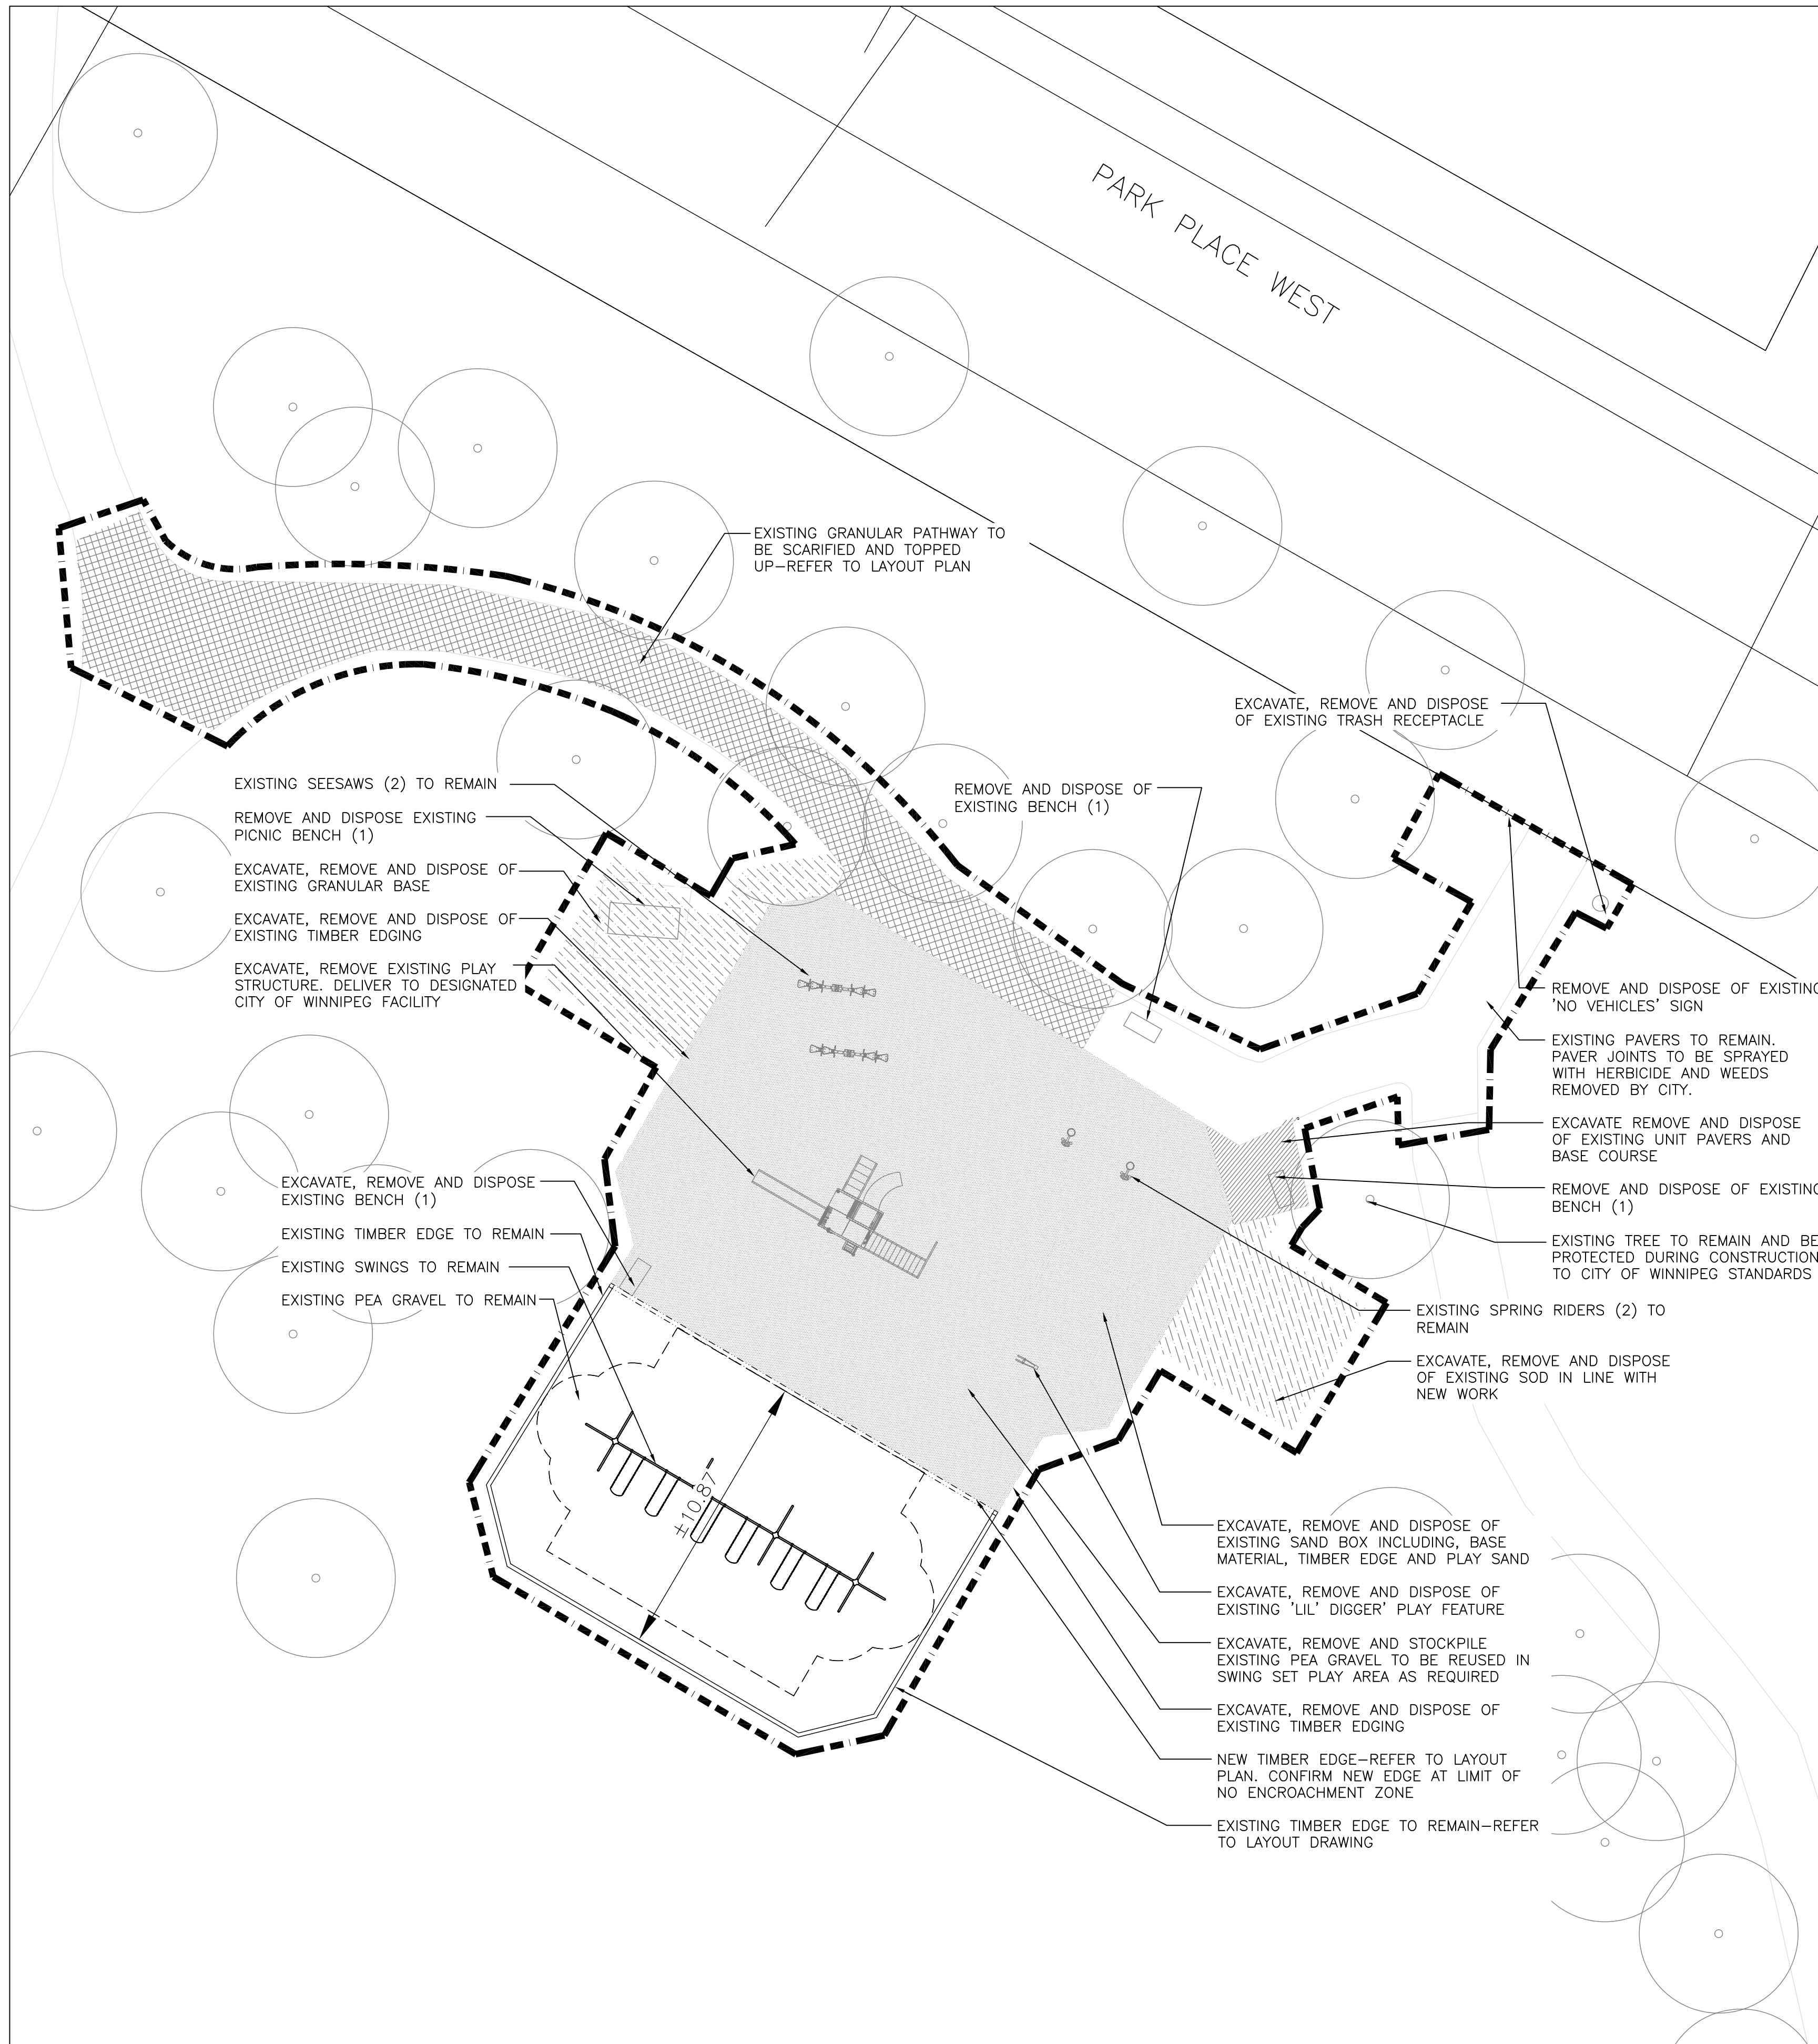 PARK PLACE WEST
EXISTING GRANULAR PATHWAY TO
BE SCARIFIED AND TOPPED
UP-REFER TO LAYOUT PLAN
EXCAVATE, REMOVE AND DISPOSE
OF EXISTING TRASH RECEPTACLE
EXISTING SEESAWS (2) TO REMAIN
REMOVE AND DISPOSE EXISTING
PICNIC BENCH (1)
EXCAVATE, REMOVE AND DISPOSE OF
EXISTING GRANULAR BASE
EXCAVATE, REMOVE AND DISPOSE OF
EXISTING TIMBER EDGING
EXCAVATE, REMOVE EXISTING PLAY
STRUCTURE. DELIVER TO DESIGNATED
CITY OF WINNIPEG FACILITY
REMOVE AND DISPOSE OF
EXISTING BENCH (1)
REMOVE AND DISPOSE OF EXISTING
'NO VEHICLES' SIGN
EXISTING PAVERS TO REMAIN.
PAVER JOINTS TO BE SPRAYED
WITH HERBICIDE AND WEEDS
REMOVED BY CITY.
EXCAVATE REMOVE AND DISPOSE
OF EXISTING UNIT PAVERS AND
BASE COURSE
REMOVE AND DISPOSE OF EXISTING
BENCH (1)
EXISTING TREE TO REMAIN AND BE
PROTECTED DURING CONSTRUCTION
TO CITY OF WINNIPEG STANDARDS
EXCAVATE, REMOVE AND DISPOSE
EXISTING BENCH (1)
EXISTING TIMBER EDGE TO REMAIN
EXISTING SWINGS TO REMAIN
EXISTING PEA GRAVEL TO REMAIN
EXISTING SPRING RIDERS (2) TO
REMAIN
EXCAVATE, REMOVE AND DISPOSE
OF EXISTING SOD IN LINE WITH
NEW WORK
±10.87
EXCAVATE, REMOVE AND DISPOSE OF
EXISTING SAND BOX INCLUDING, BASE
MATERIAL, TIMBER EDGE AND PLAY SAND
EXCAVATE, REMOVE AND DISPOSE OF
EXISTING 'LIL' DIGGER' PLAY FEATURE
EXCAVATE, REMOVE AND STOCKPILE
EXISTING PEA GRAVEL TO BE REUSED IN
SWING SET PLAY AREA AS REQUIRED
EXCAVATE, REMOVE AND DISPOSE OF
EXISTING TIMBER EDGING
NEW TIMBER EDGE-REFER TO LAYOUT
PLAN. CONFIRM NEW EDGE AT LIMIT OF
NO ENCROACHMENT ZONE
EXISTING TIMBER EDGE TO REMAIN-REFER
TO LAYOUT DRAWING